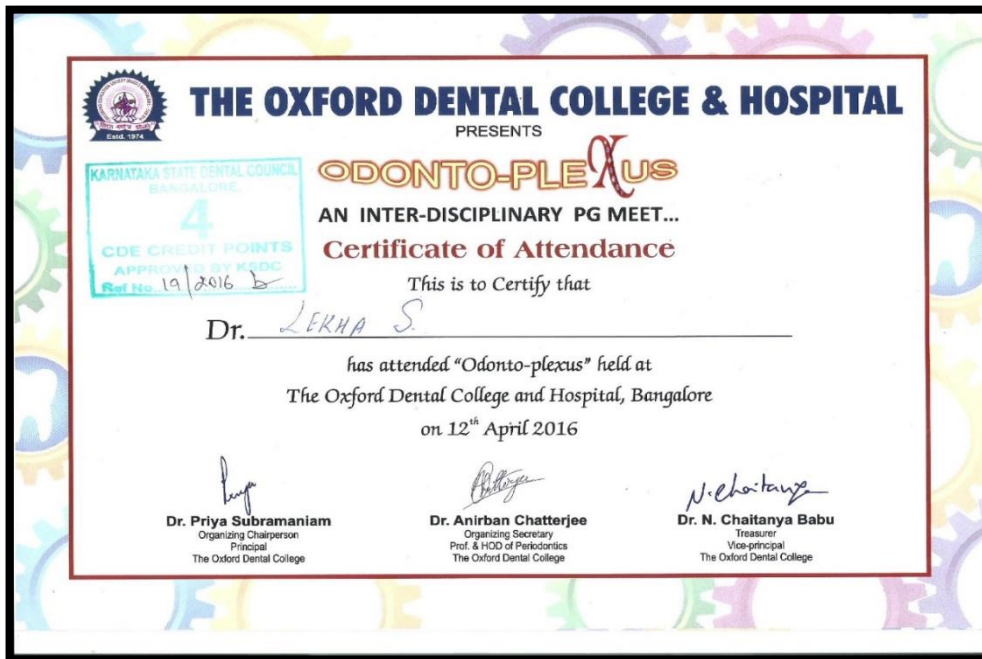 THE OXFORD DENTAL COLLEGE & HOSPITAL
Estd. 1974
PRESENTS
ODONTO-PLEXUS
AN INTER-DISCIPLINARY PG MEET...
KARNATAKA STATE DENTAL COUNCIL
BANGALORE.
4
CDE CREDIT POINTS
APPROVED BY KSDC
Ref No. 19/2016
Certificate of Attendance
This is to Certify that
Dr. LEKHA S.
has attended "Odonto-plexus" held at
The Oxford Dental College and Hospital, Bangalore
on 12th April 2016
N. Chaitanya
Dr. Priya Subramaniam
Organizing Chairperson
Principal
The Oxford Dental College
Dr. Anirban Chatterjee
Organizing Secretary
Prof. & HOD of Periodontics
The Oxford Dental College
Dr. N. Chaitanya Babu
Treasurer
Vice-principal
The Oxford Dental College